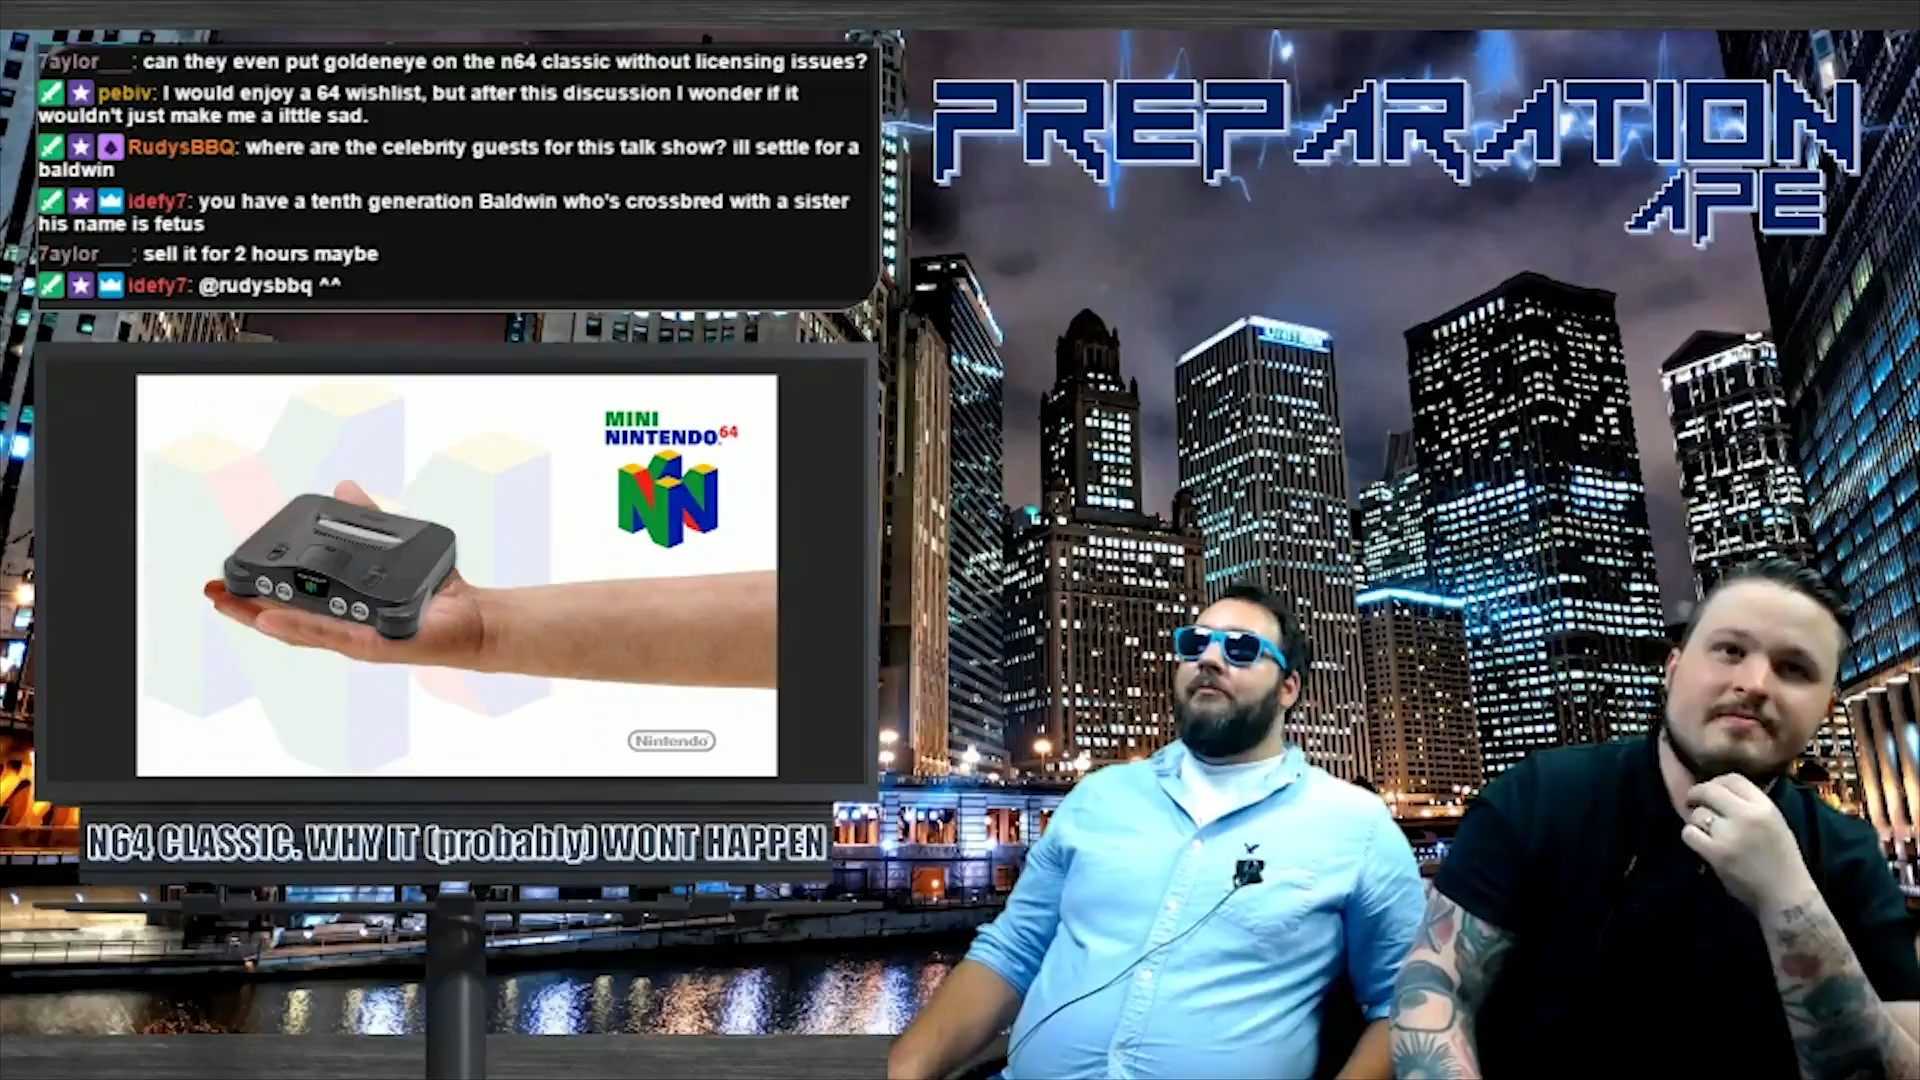 7aylor___: can they even put goldeneye on the n64 classic without licensing issues?
pebiv: I would enjoy a 64 wishlist, but after this discussion I wonder if it
wouldn't just make me a ilttle sad.
RudysBBQ: where are the celebrity guests for this talk show? ill settle for a
baldwin
idefy7: you have a tenth generation Baldwin who's crossbred with a sister
his name is fetus
7aylor___: sell it for 2 hours maybe
idefy7: @rudysbbq ^^
PREPARATION
APE
MINI
NINTENDO64
Nintendo
N64 CLASSIC. WHY IT (probably) WONT HAPPEN